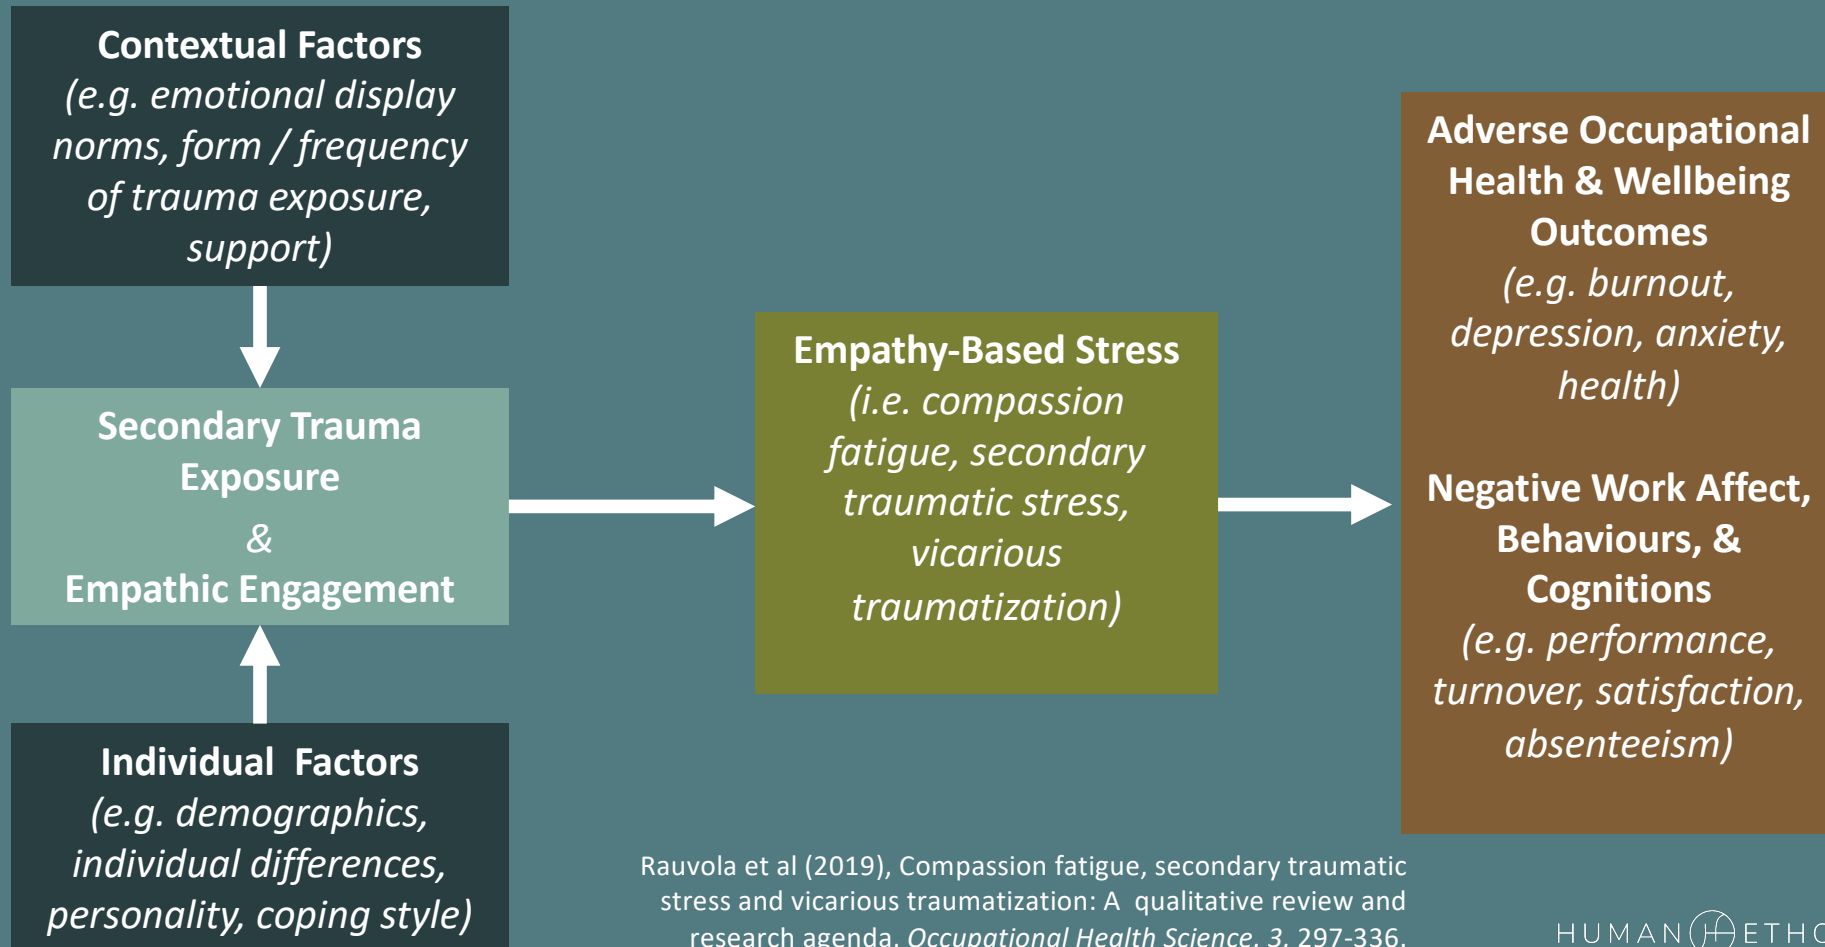 Contextual Factors
(e.g. emotional display
norms, form / frequency
of trauma exposure,
support)
Secondary Trauma
Exposure
&
Empathic Engagement
Individual  Factors
(e.g. demographics,
individual differences,
personality, coping style)
Empathy-Based Stress
(i.e. compassion
fatigue, secondary
traumatic stress,
vicarious
traumatization)
Adverse Occupational
Health & Wellbeing
Outcomes
(e.g. burnout,
depression, anxiety,
health)
Negative Work Affect,
Behaviours, &
Cognitions
(e.g. performance,
turnover, satisfaction,
absenteeism)
Rauvola et al (2019), Compassion fatigue, secondary traumatic
stress and vicarious traumatization: A  qualitative review and
research agenda. Occupational Health Science, 3, 297-336.
HUMAN ETHO